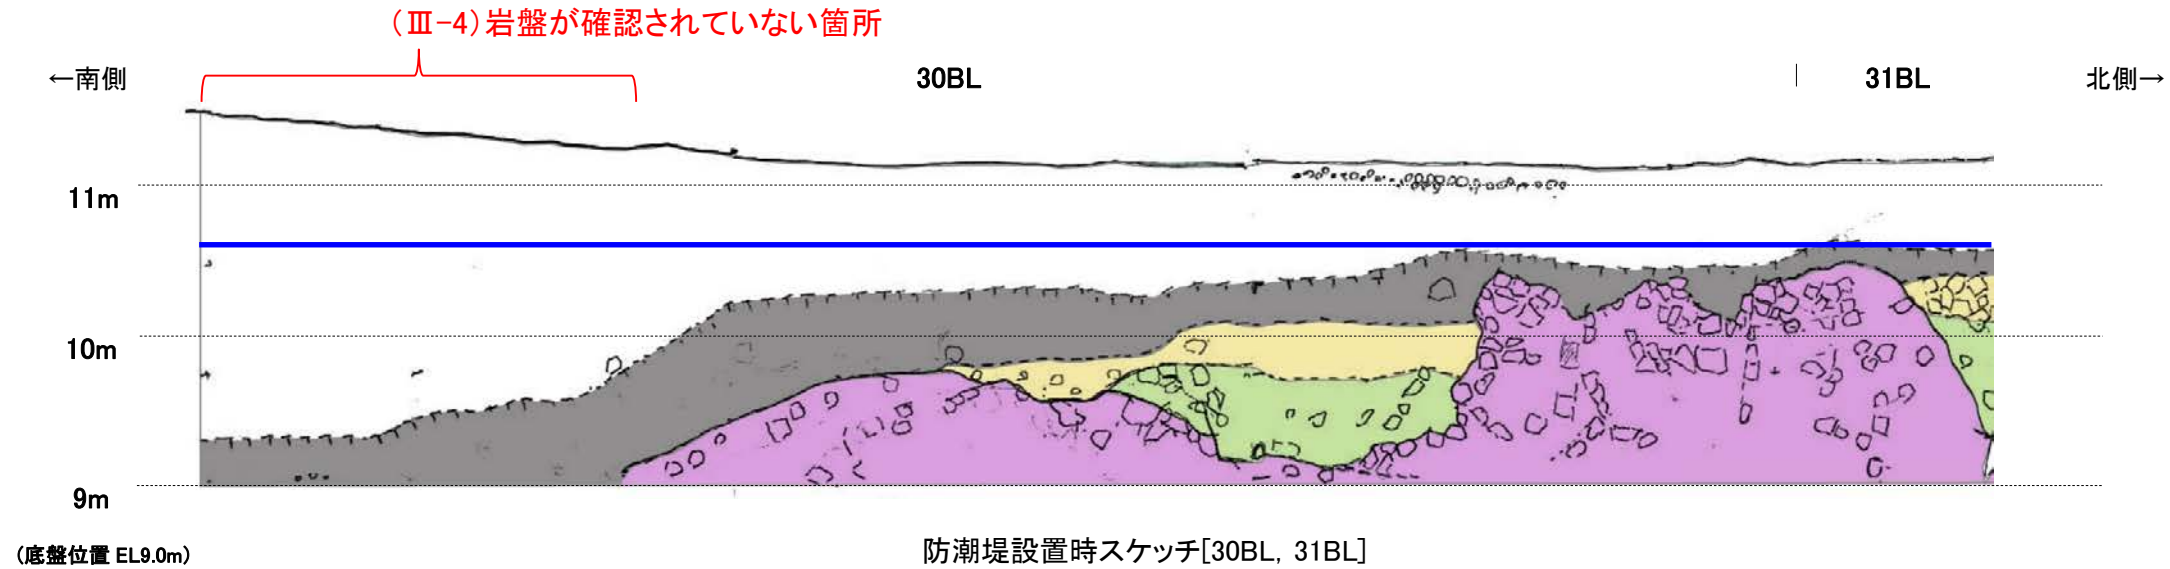 (Ⅲ-4)岩盤が確認されていない箇所
←南側
30BL
31BL
北側→
11m
10m
9m
(底盤位置 EL9.0m)
防潮堤設置時スケッチ[30BL, 31BL]